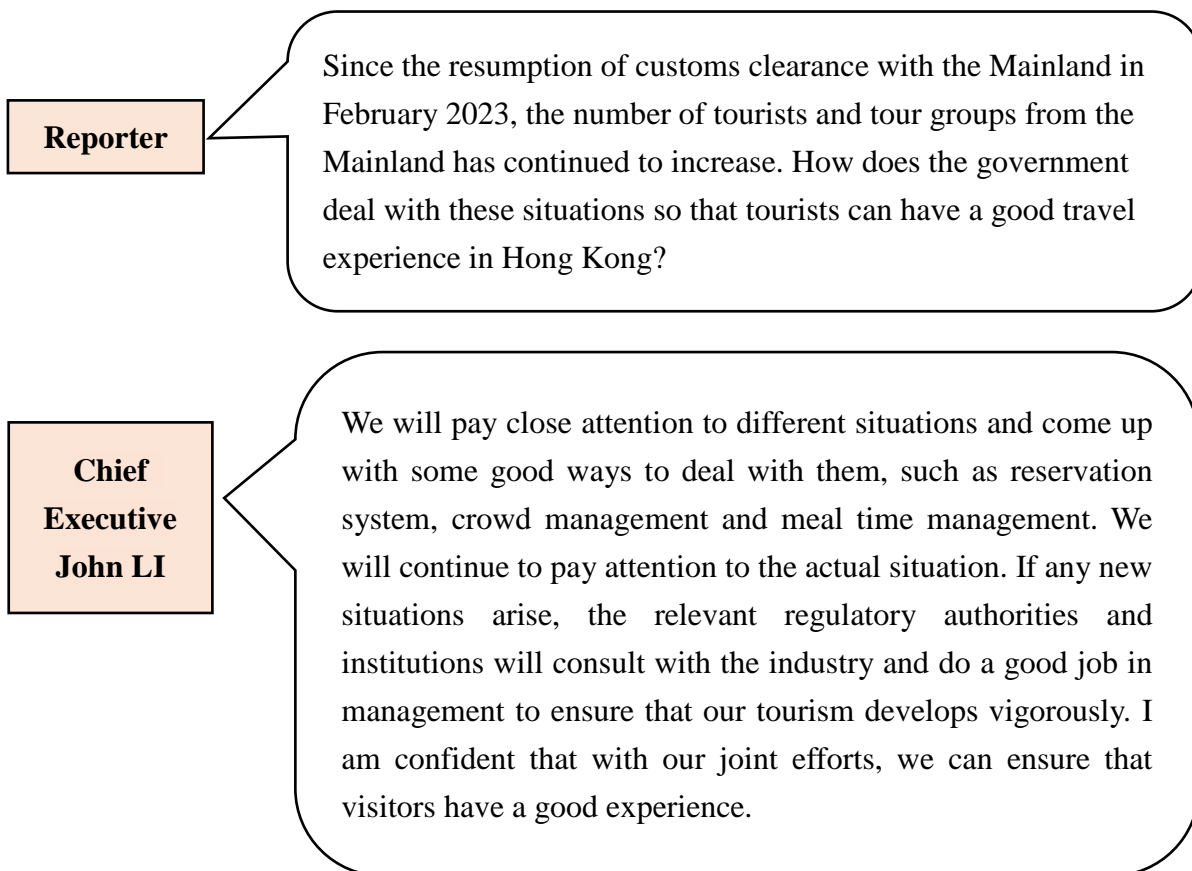 Reporter
Since the resumption of customs clearance with the Mainland in
February 2023, the number of tourists and tour groups from the
Mainland has continued to increase. How does the government
deal with these situations so that tourists can have a good travel
experience in Hong Kong?
Chief
Executive
John LI
We will pay close attention to different situations and come up
with some good ways to deal with them, such as reservation
system, crowd management and meal time management. We
will continue to pay attention to the actual situation. If any new
situations arise, the relevant regulatory authorities and
institutions will consult with the industry and do a good job in
management to ensure that our tourism develops vigorously. I
am confident that with our joint efforts, we can ensure that
visitors have a good experience.